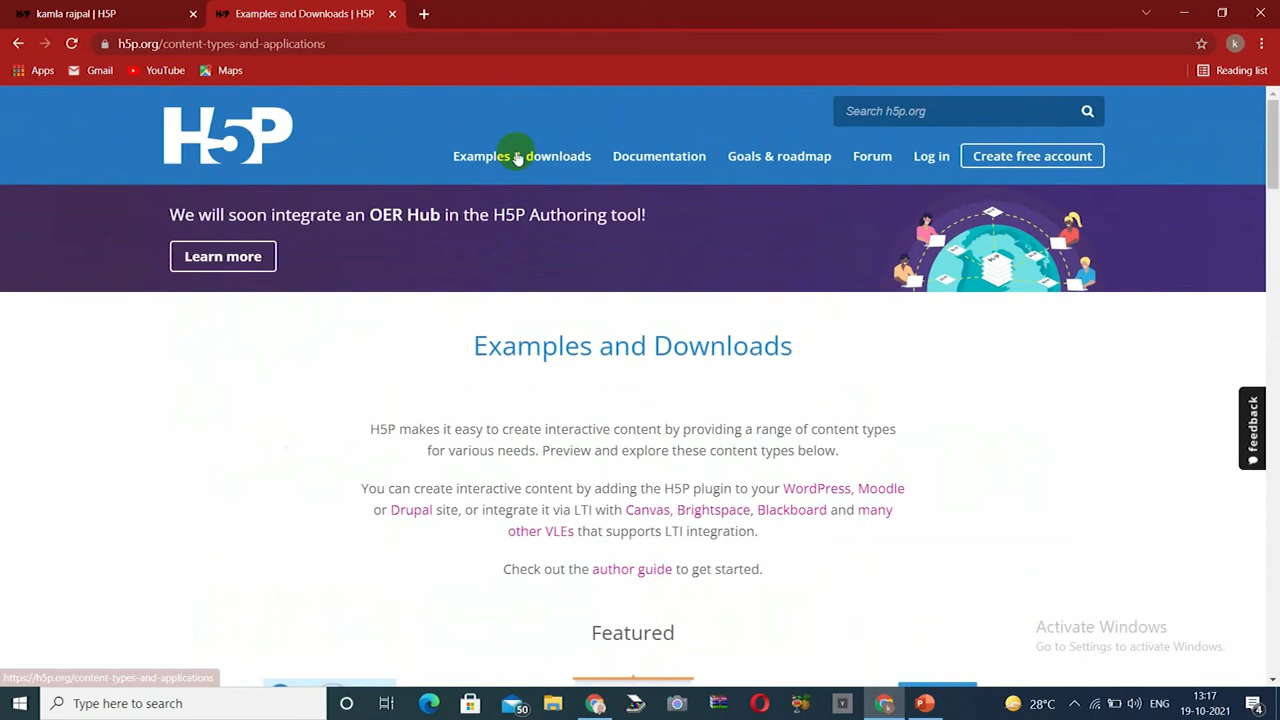 kamla rajpal | H5P
Examples and Downloads | H5P
h5p.org/content-types-and-applications
k
Apps
Gmail
YouTube
Maps
Reading list
H5P
Search h5p.org
Examples & downloads
Documentation
Goals & roadmap
Forum
Log in
Create free account
We will soon integrate an OER Hub in the H5P Authoring tool!
Learn more
Examples and Downloads
H5P makes it easy to create interactive content by providing a range of content types
for various needs. Preview and explore these content types below.
You can create interactive content by adding the H5P plugin to your WordPress, Moodle
or Drupal site, or integrate it via LTI with Canvas, Brightspace, Blackboard and many
other VLEs that supports LTI integration.
Check out the author guide to get started.
feedback
Featured
Activate Windows
Go to Settings to activate Windows.
https://h5p.org/content-types-and-applications
Type here to search
50
28°C
ENG
13:17
19-10-2021
4